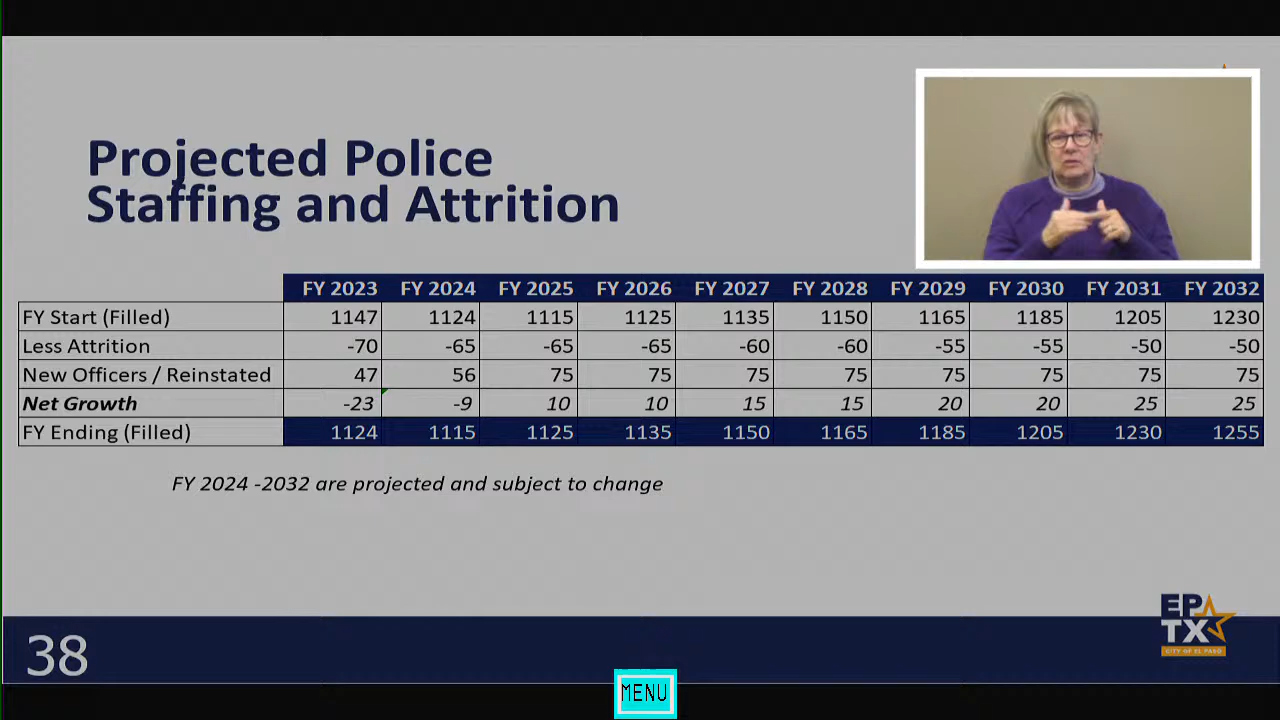 Projected Police
Staffing and Attrition
FY 2023 FY 2024 FY 2025 FY 2026 FY 2027 FY 2028 FY 2029 FY 2030 FY 2031 FY 2032
FY Start (Filled) 1147 1124 1115 1125 1135 1150 1165 1185 1205 1230
Less Attrition -70 -65 -65 -65 -60 -60 -55 -55 -50 -50
New Officers / Reinstated 47 56 75 75 75 75 75 75 75 75
Net Growth -23 -9 10 10 15 15 20 20 25 25
FY Ending (Filled) 1124 1115 1125 1135 1150 1165 1185 1205 1230 1255
FY 2024 -2032 are projected and subject to change
EP
TX
CITY OF EL PASO
38
MENU